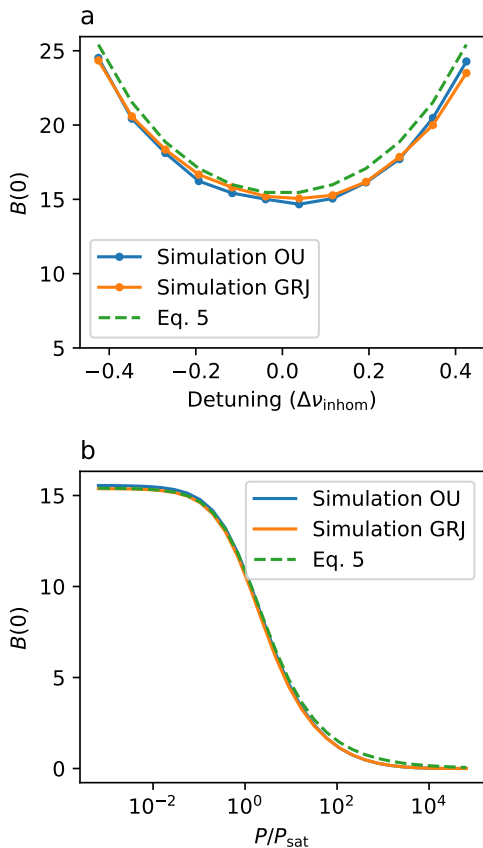 a
25
20
15
10
5
B(0)
Simulation OU
Simulation GRJ
Eq. 5
−0.4 −0.2 0.0 0.2 0.4
Detuning (Δν_inhom)
b
15
10
5
0
B(0)
Simulation OU
Simulation GRJ
Eq. 5
10^−2 10^0 10^2 10^4
P/P_sat